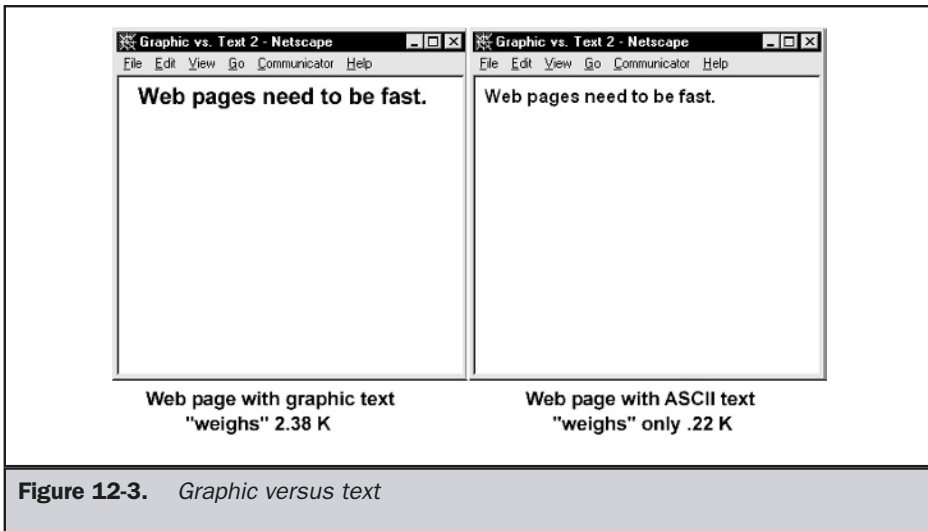 Graphic vs. Text 2 - Netscape
File Edit View Go Communicator Help
Web pages need to be fast.
Web page with graphic text
"weighs" 2.38 K
Graphic vs. Text 2 - Netscape
File Edit View Go Communicator Help
Web pages need to be fast.
Web page with ASCII text
"weighs" only .22 K
Figure 12-3. Graphic versus text